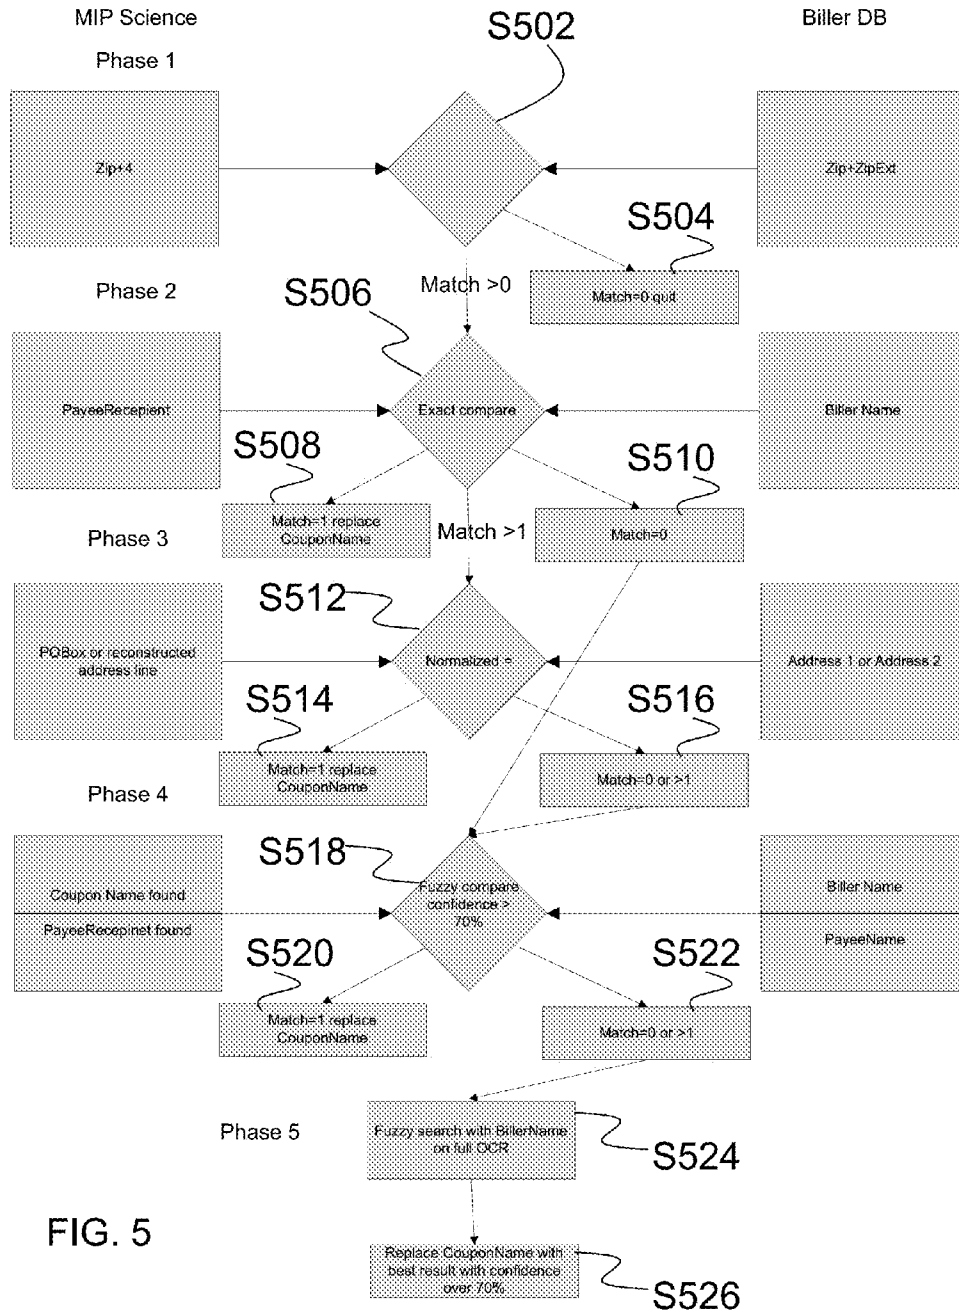 MIP Science
S502
Biller DB
Phase 1
Zip+4
Zip+ZipExt
S504
Match >0
Match=0 quit
Phase 2
S506
PayeeRecepient
Exact compare
Biller Name
S508
S510
Match=1 replace
CouponName
Match >1
Match=0
Phase 3
S512
POBox or reconstructed
address line
Normalized =
Address 1 or Address 2
S514
S516
Match=1 replace
CouponName
Match=0 or >1
Phase 4
S518
Coupon Name found
PayeeRecepinet found
Fuzzy compare
confidence >
70%
Biller Name
PayeeName
S520
S522
Match=1 replace
CouponName
Match=0 or >1
Phase 5
Fuzzy search with BillerName
on full OCR
S524
FIG. 5
Replace CouponName with
best result with confidence
over 70%
S526